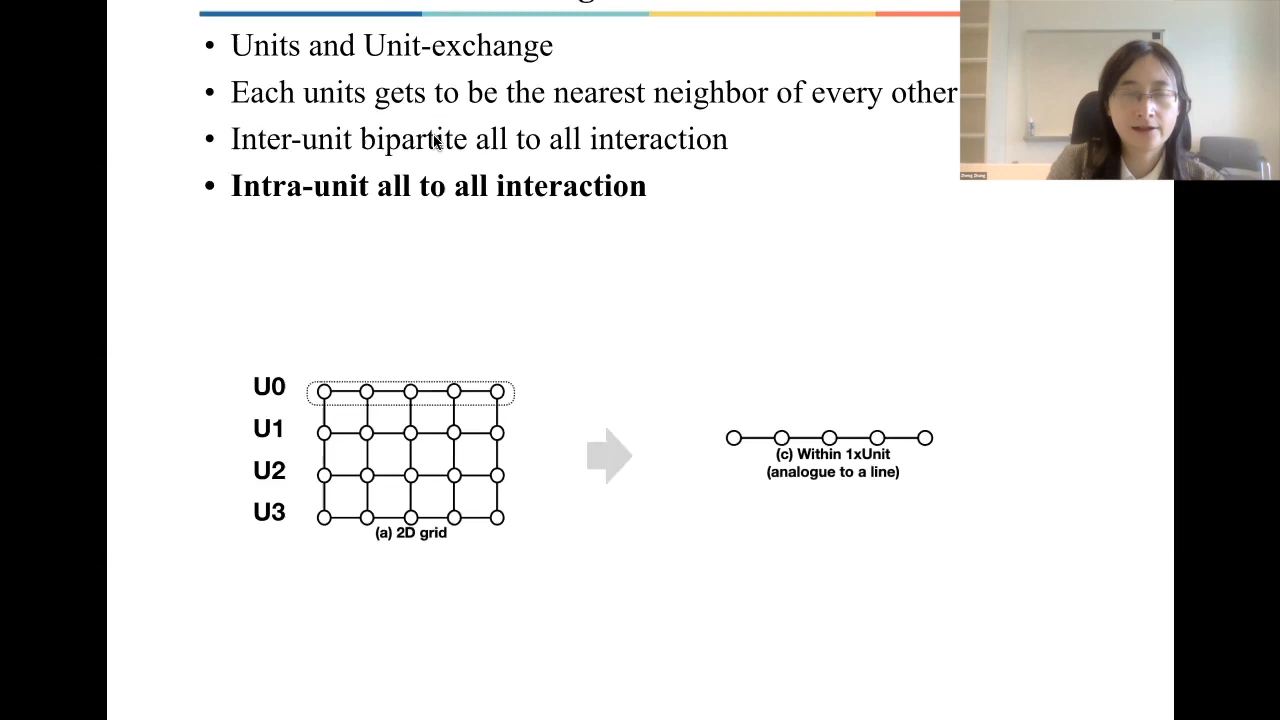 • Units and Unit-exchange
• Each units gets to be the nearest neighbor of every other
• Inter-unit bipartite all to all interaction
• Intra-unit all to all interaction
U0
U1
U2
U3
(a) 2D grid
(c) Within 1xUnit
(analogue to a line)